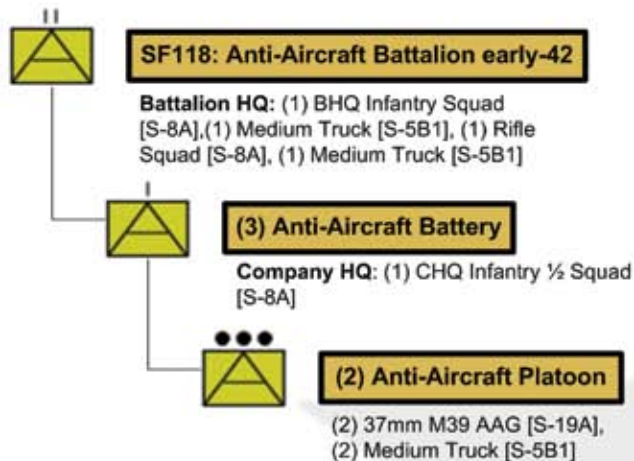 SF118: Anti-Aircraft Battalion early-42
Battalion HQ: (1) BHQ Infantry Squad
[S-8A],(1) Medium Truck [S-5B1], (1) Rifle
Squad [S-8A], (1) Medium Truck [S-5B1]
(3) Anti-Aircraft Battery
Company HQ: (1) CHQ Infantry ½ Squad
[S-8A]
(2) Anti-Aircraft Platoon
(2) 37mm M39 AAG [S-19A],
(2) Medium Truck [S-5B1]